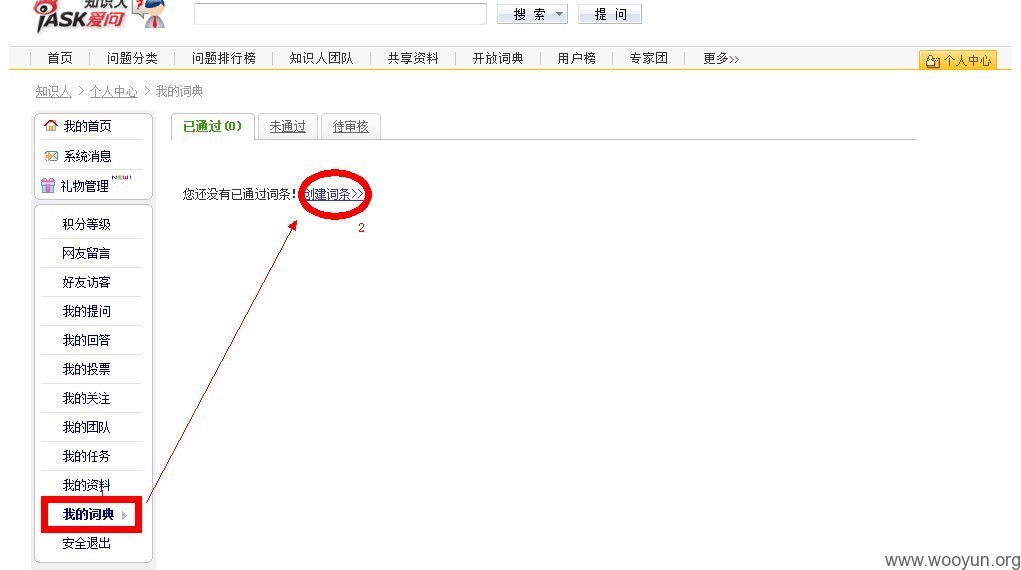 知识人
iASK爱问
搜 索
提 问
首页 问题分类 问题排行榜 知识人团队 共享资料 开放词典 用户榜 专家团 更多>>
个人中心
知识人 > 个人中心 > 我的词典
我的首页
系统消息
礼物管理 NEW!
积分等级
网友留言
好友访客
我的提问
我的回答
我的投票
我的关注
我的团队
我的任务
我的资料
1
我的词典
安全退出
已通过(0) 未通过 待审核
您还没有已通过词条!创建词条>>
2
www.wooyun.org